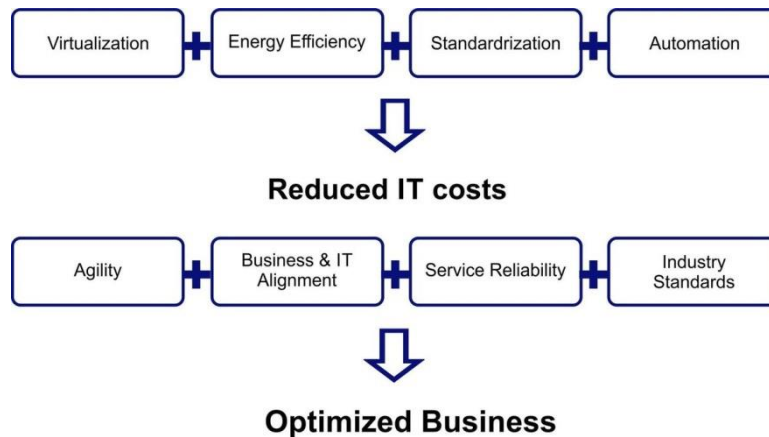 Virtualization + Energy Efficiency + Standardrization + Automation
Reduced IT costs
Agility + Business & IT Alignment + Service Reliability + Industry Standards
Optimized Business